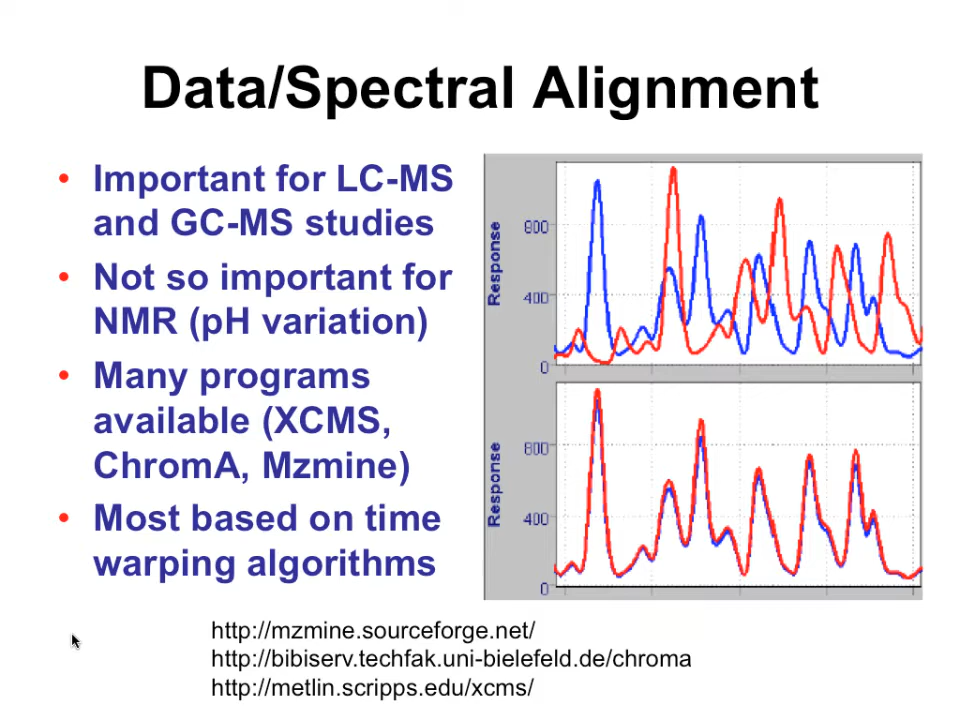 Data/Spectral Alignment
• Important for LC-MS
and GC-MS studies
• Not so important for
NMR (pH variation)
• Many programs
available (XCMS,
ChromA, Mzmine)
• Most based on time
warping algorithms
Response
800
400
0
Response
800
400
0
http://mzmine.sourceforge.net/
http://bibiserv.techfak.uni-bielefeld.de/chroma
http://metlin.scripps.edu/xcms/